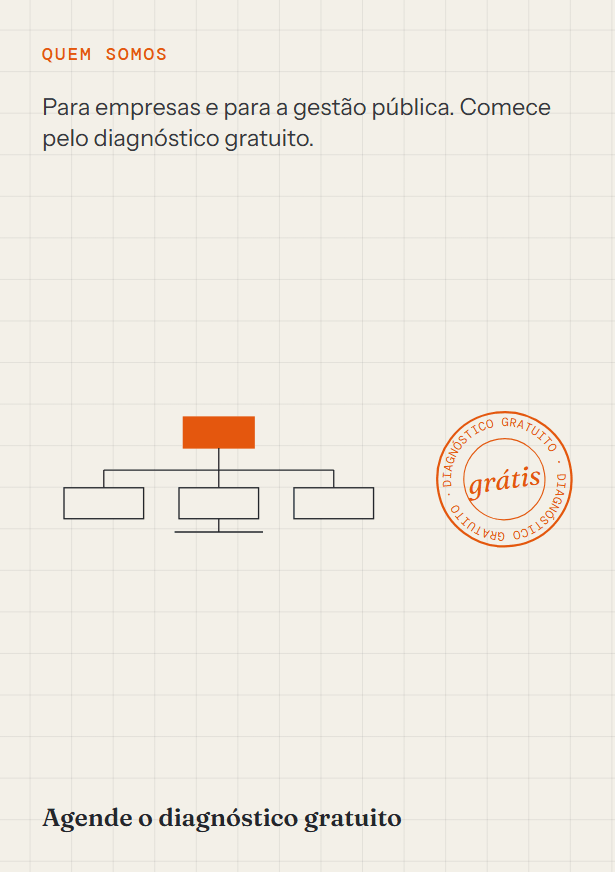 QUEM SOMOS
Para empresas e para a gestão pública. Comece
pelo diagnóstico gratuito.
DIAGNÓSTICO GRATUITO · DIAGNÓSTICO GRATUITO ·
grátis
Agende o diagnóstico gratuito